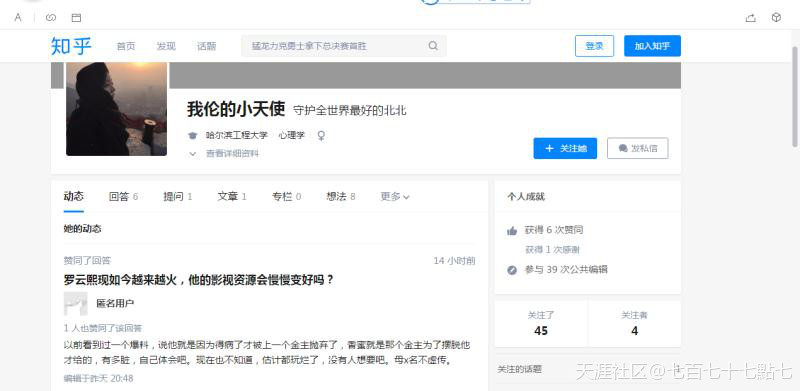 A
知乎 首页 发现 话题 猛龙力克勇士拿下总决赛首胜 登录 加入知乎
我伦的小天使 守护全世界最好的北北
哈尔滨工程大学 心理学
查看详细资料
+ 关注她 发私信
动态 回答 6 提问 1 文章 1 专栏 0 想法 8 更多
她的动态
赞同了回答 14 小时前
罗云熙现如今越来越火，他的影视资源会慢慢变好吗？
匿名用户
1 人也赞同了该回答
以前看到过一个爆料，说他就是因为得病了才被上一个金主抛弃了，香蜜就是那个金主为了摆脱他
才给的，有多脏，自己体会吧。现在也不知道，估计都玩烂了，没有人想要吧。母x名不虚传。
编辑于昨天 20:48
个人成就
获得 6 次赞同
获得 1 次感谢
参与 39 次公共编辑
关注了 关注者
45 4
关注的话题
天涯社区@七百七十七點七